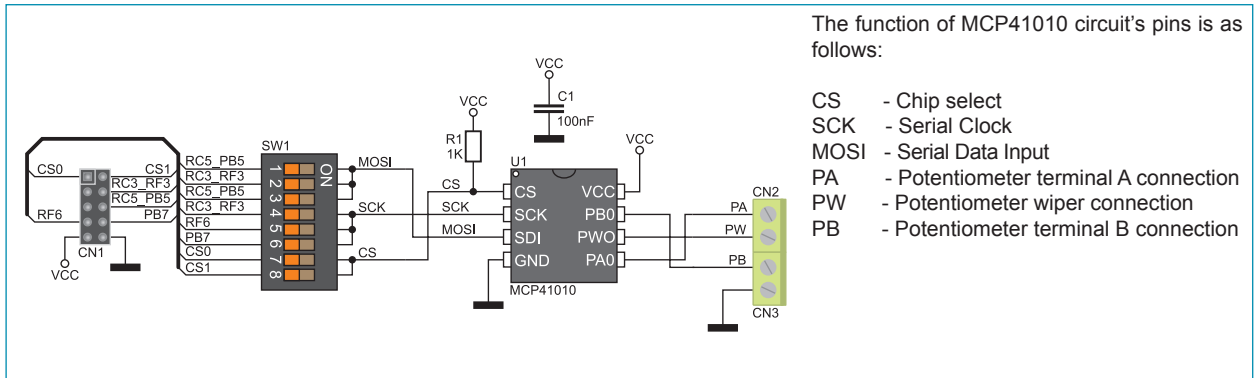 The function of MCP41010 circuit's pins is as
follows:
CS - Chip select
SCK - Serial Clock
MOSI - Serial Data Input
PA - Potentiometer terminal A connection
PW - Potentiometer wiper connection
PB - Potentiometer terminal B connection
CS0
RF6
VCC
CN1
CS1
RC3_RF3
RC5_PB5
PB7
RC5_PB5
RC3_RF3
RC5_PB5
RC3_RF3
RF6
PB7
CS0
CS1
SW1
ON
1
2
3
4
5
6
7
8
MOSI
SCK
CS
VCC
R1
1K
VCC
C1
100nF
CS
SCK
MOSI
U1
CS
SCK
SDI
GND
VCC
PB0
PWO
PA0
MCP41010
VCC
PA
PW
PB
CN2
CN3